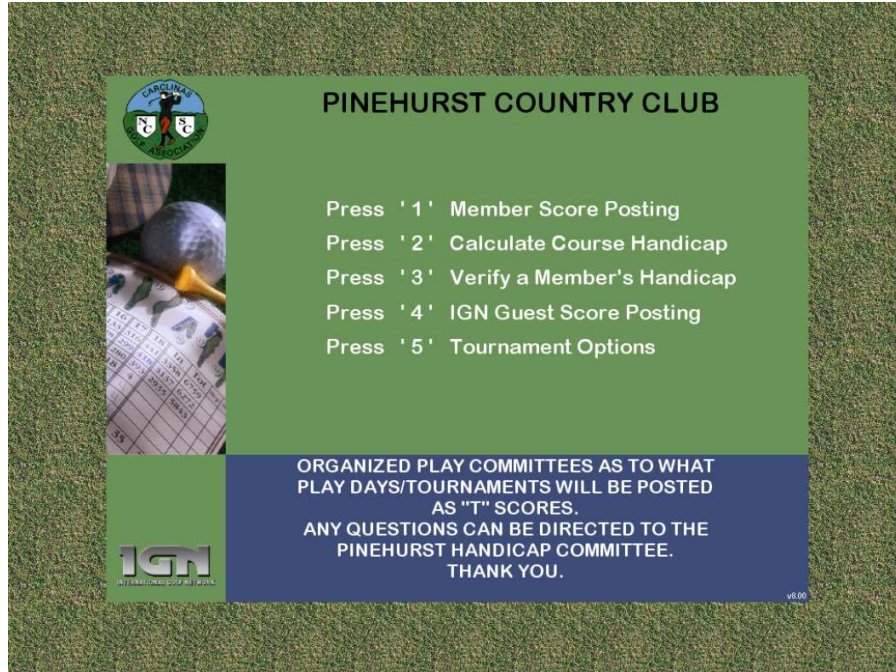 CAROLINAS
NC SC
GOLF ASSOCIATION
PINEHURST COUNTRY CLUB
Press '1' Member Score Posting
Press '2' Calculate Course Handicap
Press '3' Verify a Member's Handicap
Press '4' IGN Guest Score Posting
Press '5' Tournament Options
ORGANIZED PLAY COMMITTEES AS TO WHAT
PLAY DAYS/TOURNAMENTS WILL BE POSTED
AS "T" SCORES.
ANY QUESTIONS CAN BE DIRECTED TO THE
PINEHURST HANDICAP COMMITTEE.
THANK YOU.
IGN
INTERNATIONAL GOLF NETWORK
v8.00